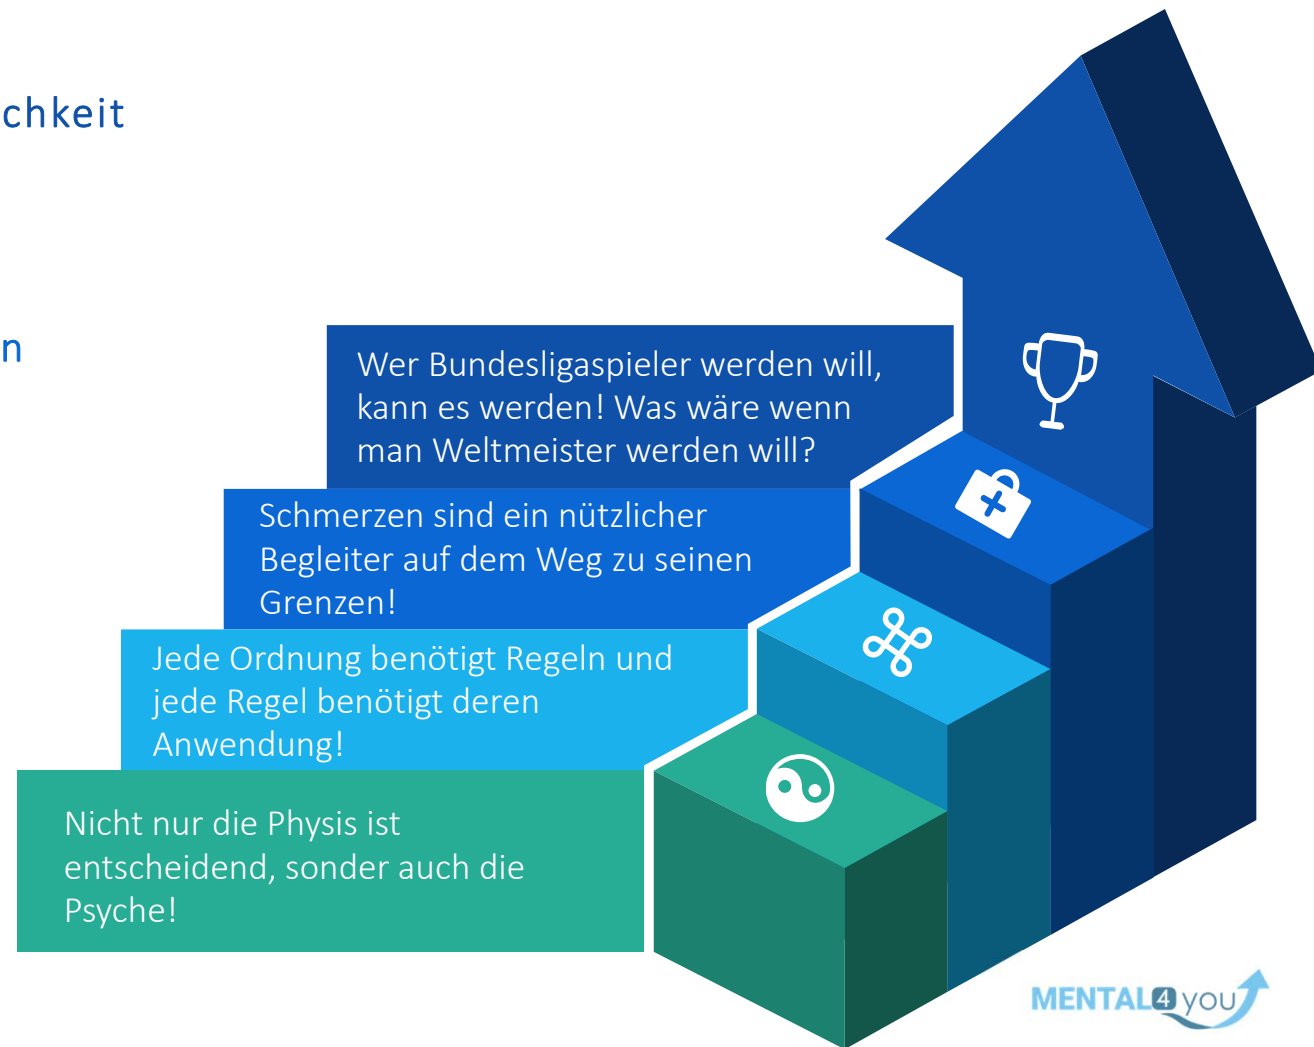 chkeit
n
Wer Bundesligaspieler werden will,
kann es werden! Was wäre wenn
man Weltmeister werden will?
Schmerzen sind ein nützlicher
Begleiter auf dem Weg zu seinen
Grenzen!
Jede Ordnung benötigt Regeln und
jede Regel benötigt deren
Anwendung!
Nicht nur die Physis ist
entscheidend, sonder auch die
Psyche!
MENTAL4you